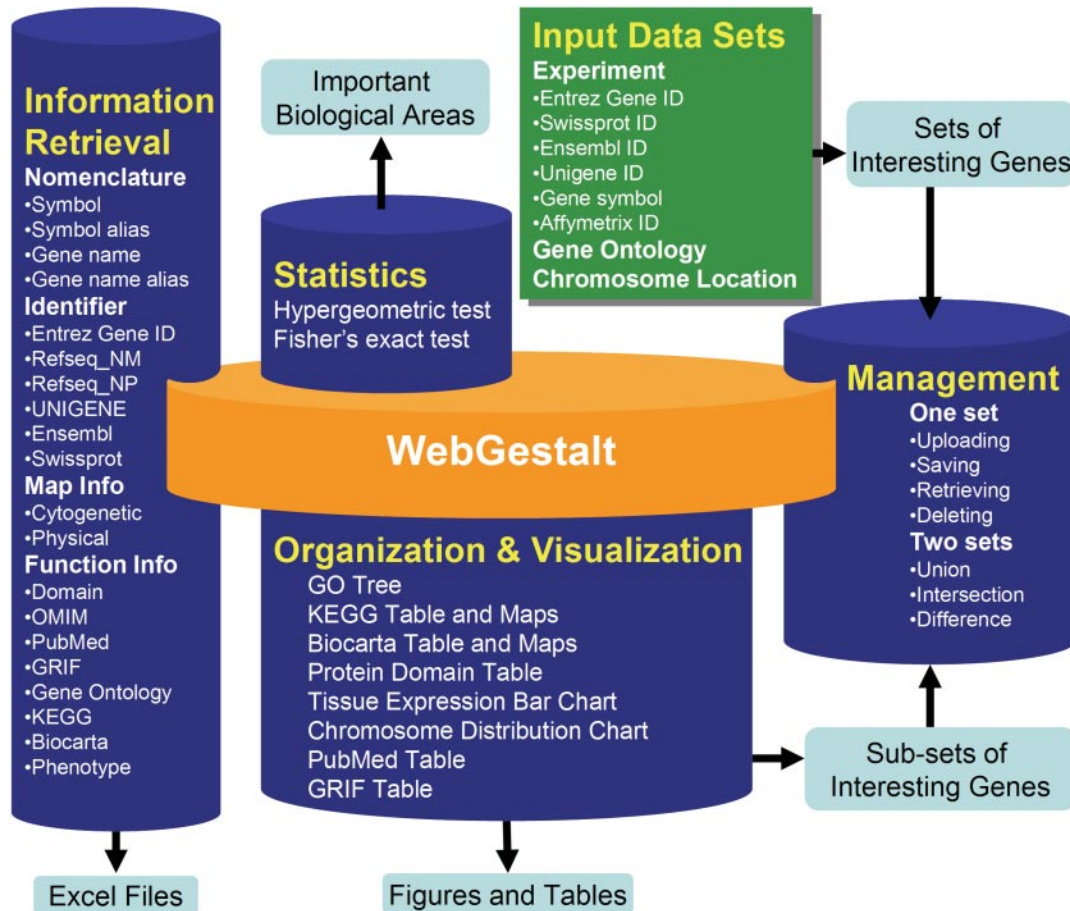 Information
Retrieval
Nomenclature
•Symbol
•Symbol alias
•Gene name
•Gene name alias
Identifier
•Entrez Gene ID
•Refseq_NM
•Refseq_NP
•UNIGENE
•Ensembl
•Swissprot
Map Info
•Cytogenetic
•Physical
Function Info
•Domain
•OMIM
•PubMed
•GRIF
•Gene Ontology
•KEGG
•Biocarta
•Phenotype
Excel Files
Important
Biological Areas
Statistics
Hypergeometric test
Fisher's exact test
Input Data Sets
Experiment
•Entrez Gene ID
•Swissprot ID
•Ensembl ID
•Unigene ID
•Gene symbol
•Affymetrix ID
Gene Ontology
Chromosome Location
Sets of
Interesting Genes
WebGestalt
Management
One set
•Uploading
•Saving
•Retrieving
•Deleting
Two sets
•Union
•Intersection
•Difference
Organization & Visualization
GO Tree
KEGG Table and Maps
Biocarta Table and Maps
Protein Domain Table
Tissue Expression Bar Chart
Chromosome Distribution Chart
PubMed Table
GRIF Table
Sub-sets of
Interesting Genes
Figures and Tables